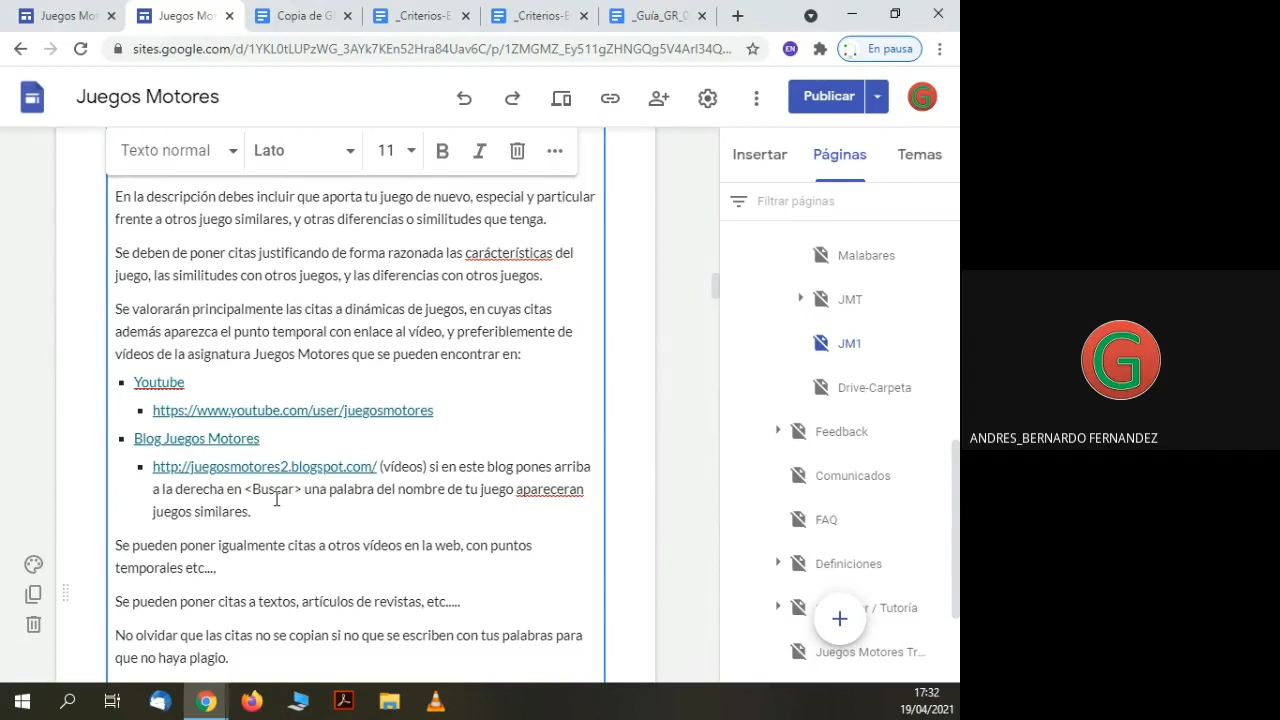 Juegos Mot
Juegos Mot
Copia de G
_Criterios-E
_Criterios-E
_Guía_GR_0
sites.google.com/d/1YKL0tLUPzWG_3AYk7KEn52Hra84Uav6C/p/1ZMGMZ_Ey511gZHNGQg5V4ArI34Q...
EN
En pausa
Juegos Motores
Publicar
G
Texto normal
Lato
11
B
I
Insertar
Páginas
Temas
Filtrar páginas
En la descripción debes incluir que aporta tu juego de nuevo, especial y particular
frente a otros juego similares, y otras diferencias o similitudes que tenga.
Se deben de poner citas justificando de forma razonada las carácterísticas del
juego, las similitudes con otros juegos, y las diferencias con otros juegos.
Se valorarán principalmente las citas a dinámicas de juegos, en cuyas citas
además aparezca el punto temporal con enlace al vídeo, y preferiblemente de
vídeos de la asignatura Juegos Motores que se pueden encontrar en:
Youtube
https://www.youtube.com/user/juegosmotores
Blog Juegos Motores
http://juegosmotores2.blogspot.com/ (vídeos) si en este blog pones arriba
a la derecha en <Buscar> una palabra del nombre de tu juego apareceran
juegos similares.
Se pueden poner igualmente citas a otros vídeos en la web, con puntos
temporales etc...,
Se pueden poner citas a textos, artículos de revistas, etc.....
No olvidar que las citas no se copian si no que se escriben con tus palabras para
que no haya plagio.
Malabares
JMT
JM1
Drive-Carpeta
Feedback
Comunicados
FAQ
Definiciones
r / Tutoría
Juegos Motores Tr...
G
ANDRES_BERNARDO FERNANDEZ
17:32
19/04/2021